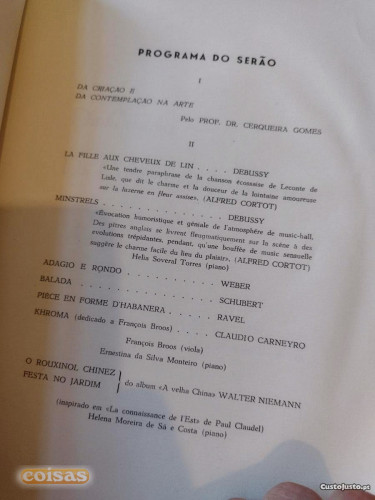 PROGRAMA DO SERÃO
I
DA CRIAÇÃO E
DA CONTEMPLAÇÃO NA ARTE
Pelo PROF. DR. CERQUEIRA GOMES
II
LA FILLE AUX CHEVEUX DE LIN . . . . DEBUSSY
«Une tendre paraphrase de la chanson écossaise de Leconte de
Lisle, que dit le charme et la douceur de la lointaine amoureuse
sur la luzerne en fleur assise». (ALFRED CORTOT)
MINSTRELS . . . . . . . . . . . DEBUSSY
«Evocation humoristique et géniale de l'atmosphère de music-hall.
Des pitres anglais se livrent flegmatiquement sur la scène à des
evolutions trépidantes, pendant, qu'une bouffée de music sensuelle
suggère le charme facile du lieu du plaisir». (ALFRED CORTOT)
Helia Soveral Torres (piano)
ADAGIO E RONDO . . . . . . . . . WEBER
BALADA . . . . . . . . . . . . SCHUBERT
PIECE EN FORME D'HABANERA . . . . . RAVEL
KHROMA (dedicado a François Broos) . . . . CLAUDIO CARNEYRO
François Broos (viola)
Ernestina da Silva Monteiro (piano)
O ROUXINOL CHINEZ
FESTA NO JARDIM } do album «A velha China» WALTER NIEMANN
(inspirado en «La connaissance de l'Est» de Paul Claudel)
Helena Moreira de Sá e Costa (piano)
coisas
CustoJusto.pt